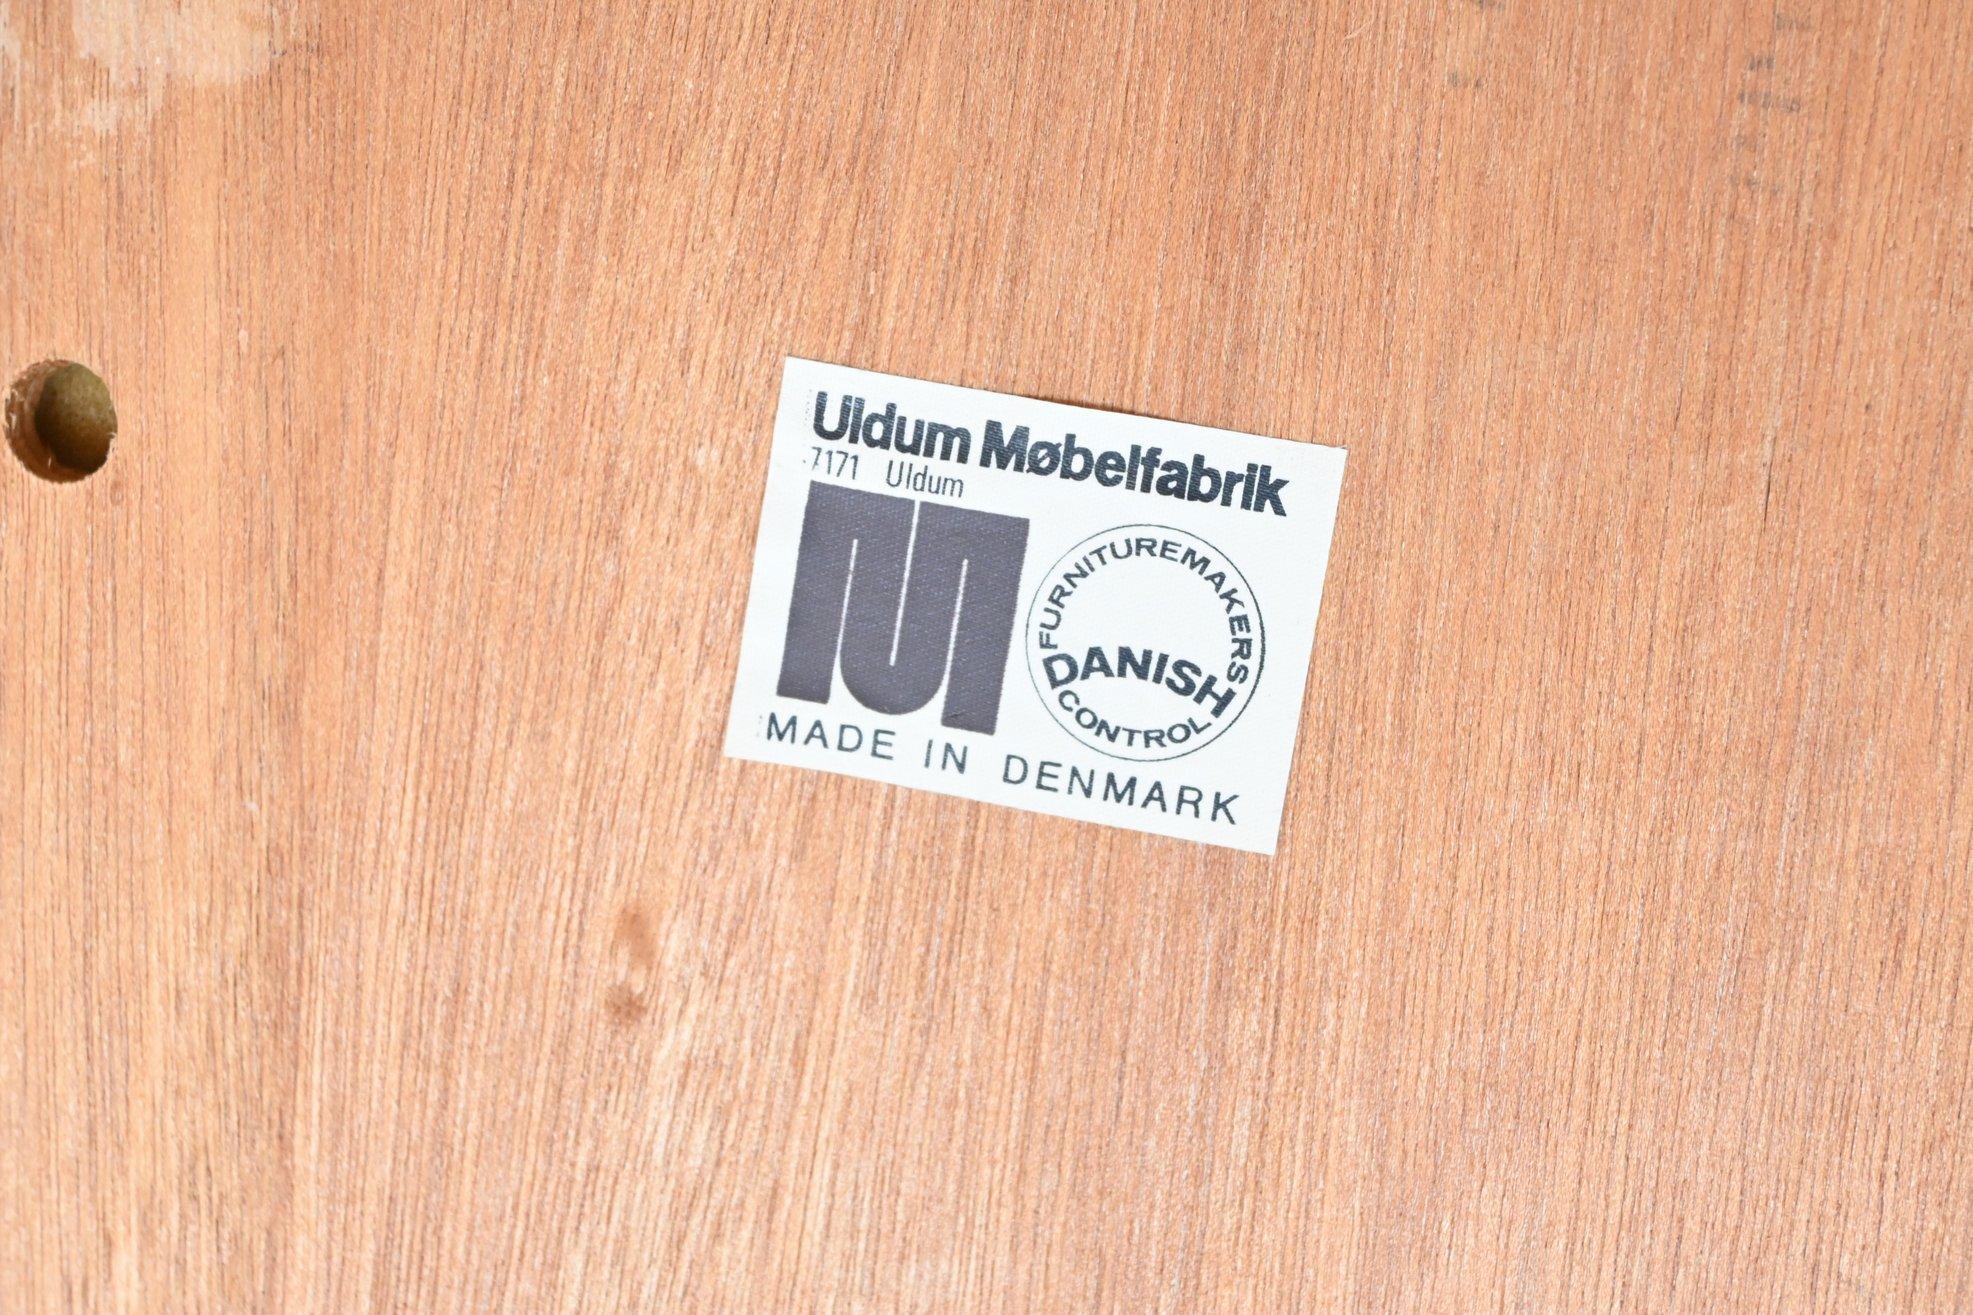 Uldum Møbelfabrik
7171 Uldum
FURNITUREMAKERS
DANISH
CONTROL
MADE IN DENMARK